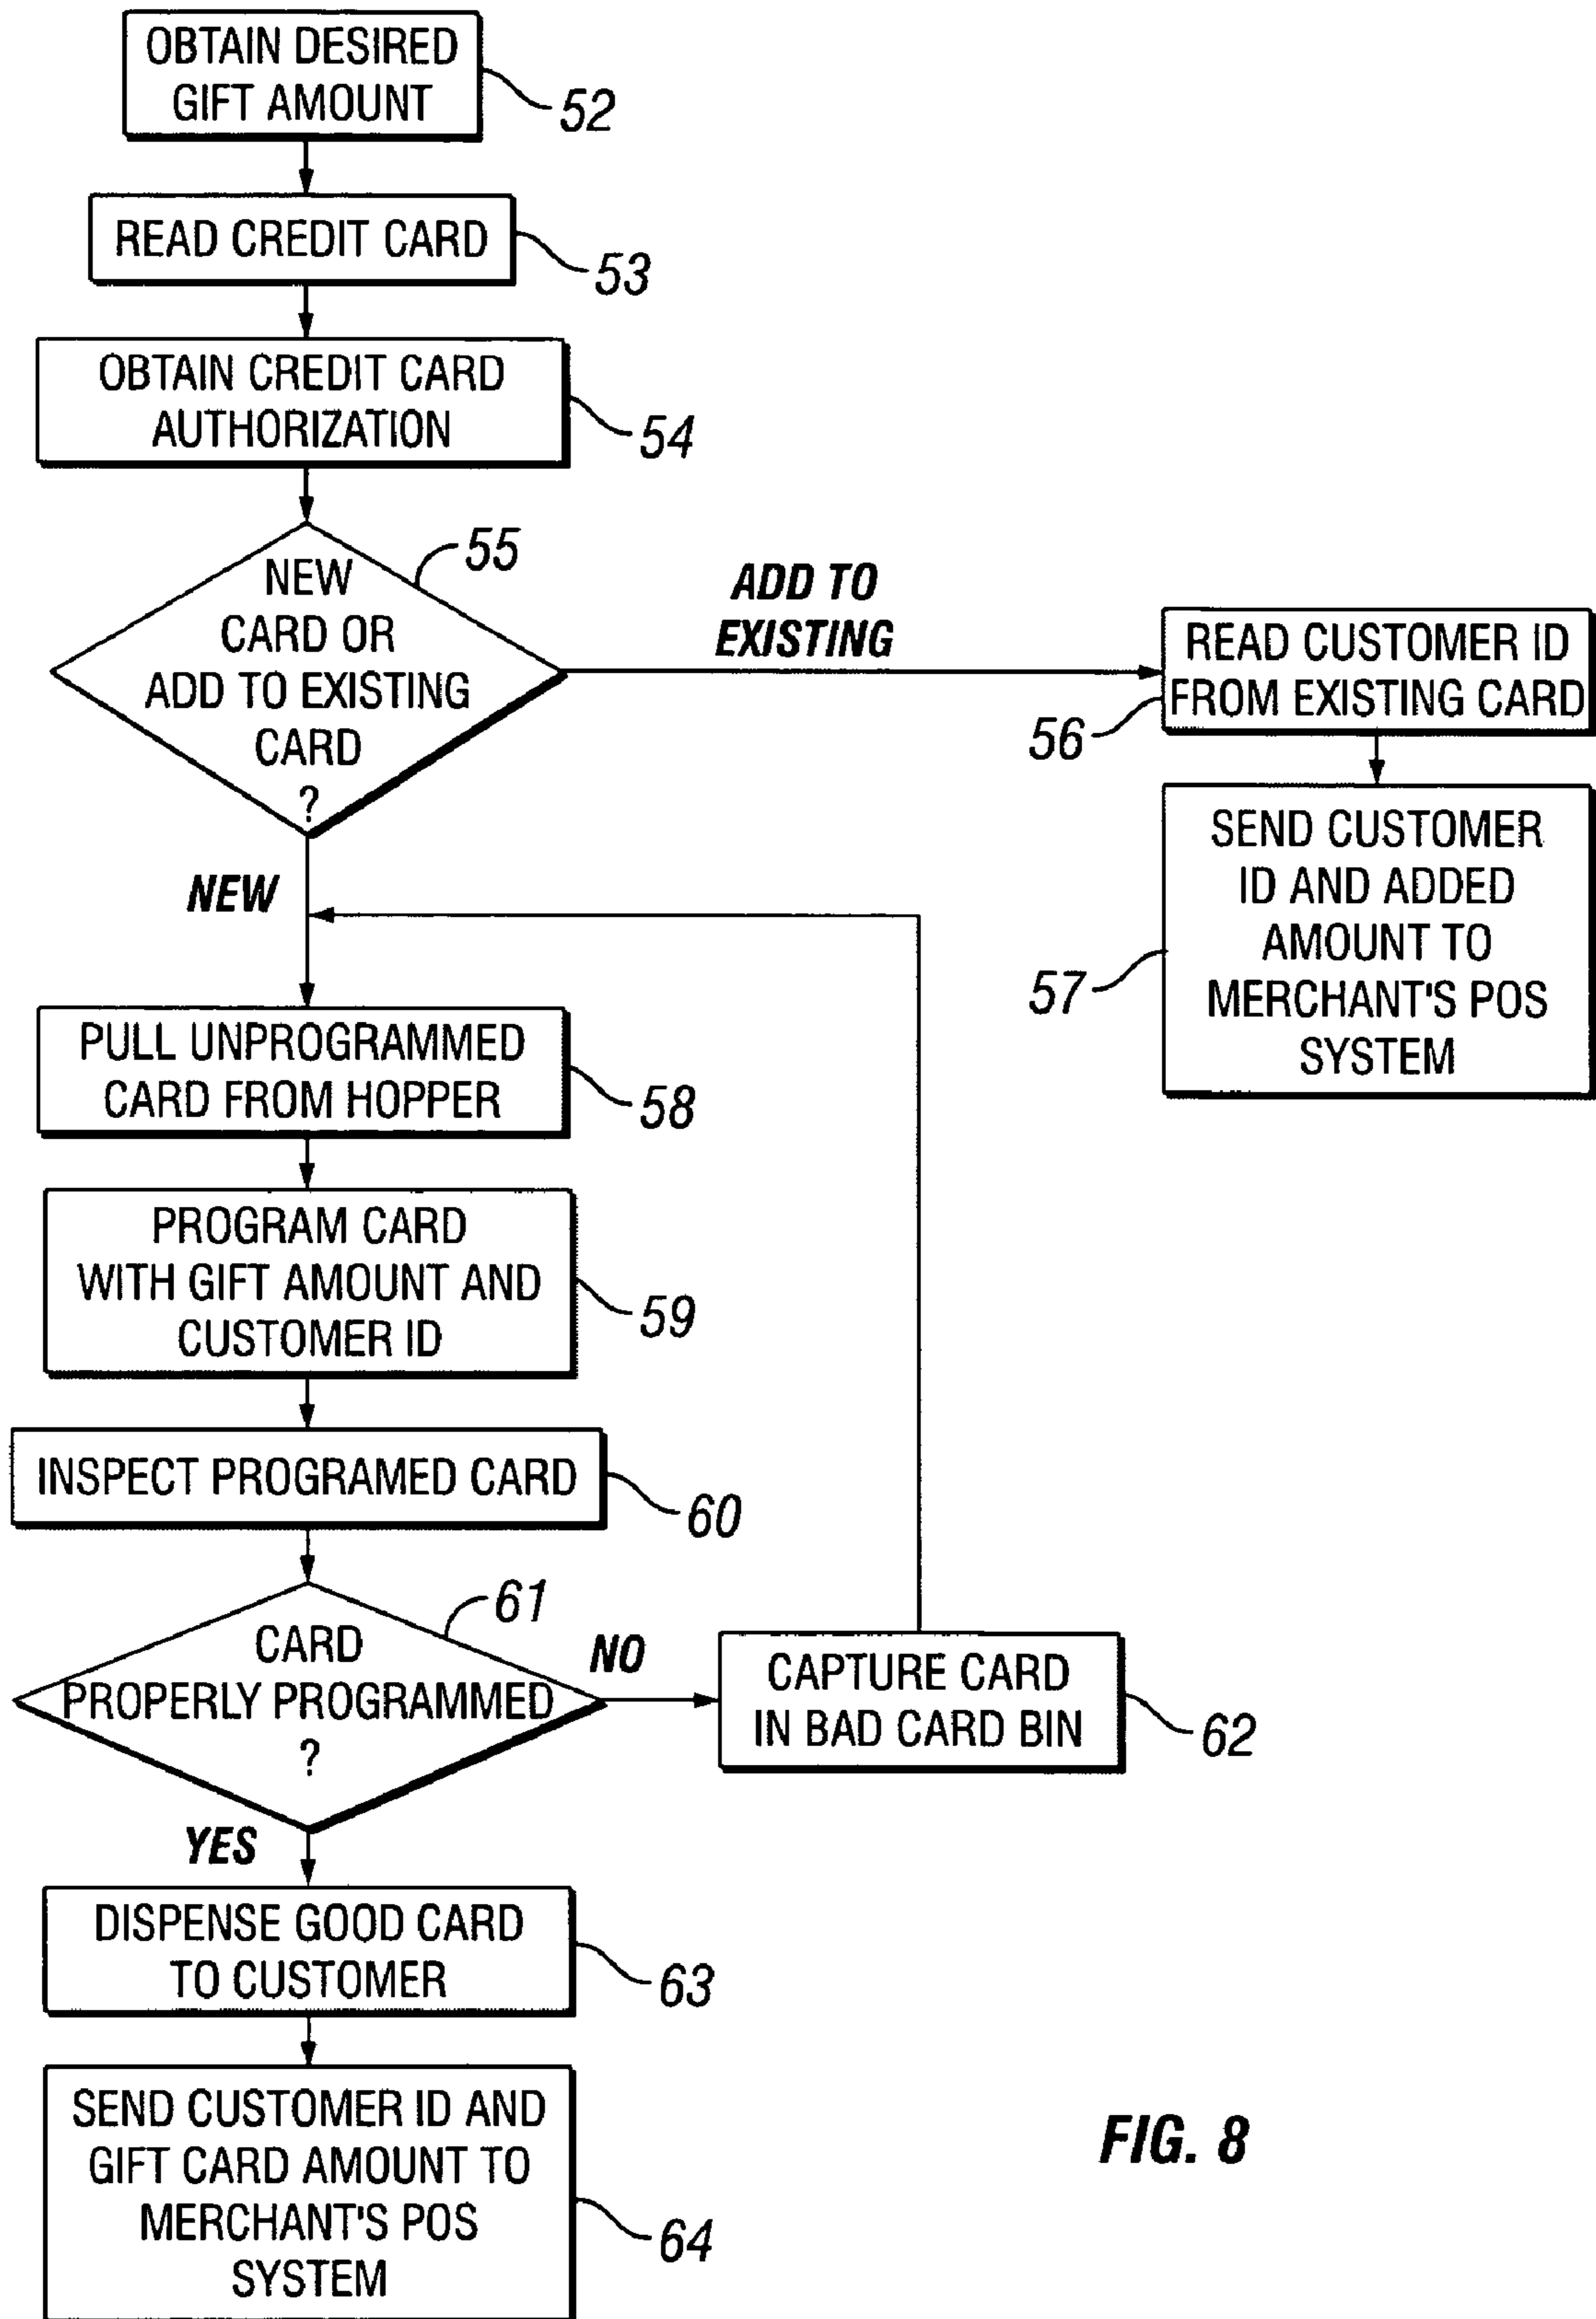 OBTAIN DESIRED
GIFT AMOUNT
52
READ CREDIT CARD
53
OBTAIN CREDIT CARD
AUTHORIZATION
54
NEW
CARD OR
ADD TO EXISTING
CARD
?
55
ADD TO
EXISTING
READ CUSTOMER ID
FROM EXISTING CARD
56
SEND CUSTOMER
ID AND ADDED
AMOUNT TO
MERCHANT'S POS
SYSTEM
57
NEW
PULL UNPROGRAMMED
CARD FROM HOPPER
58
PROGRAM CARD
WITH GIFT AMOUNT AND
CUSTOMER ID
59
INSPECT PROGRAMED CARD
60
CARD
PROPERLY PROGRAMMED
?
61
NO
CAPTURE CARD
IN BAD CARD BIN
62
YES
DISPENSE GOOD CARD
TO CUSTOMER
63
SEND CUSTOMER ID AND
GIFT CARD AMOUNT TO
MERCHANT'S POS
SYSTEM
64
FIG. 8